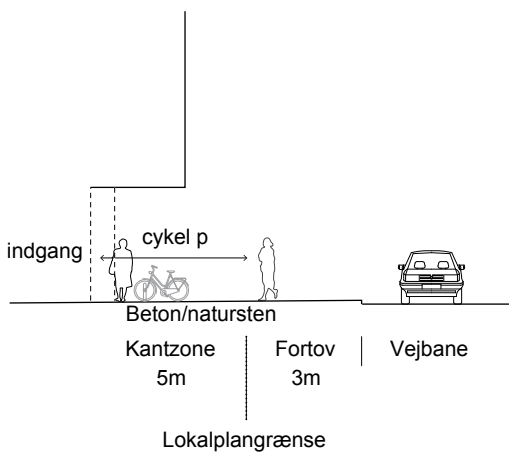 indgang
cykel p
Beton/natursten
Kantzone
5m
Fortov
3m
Vejbane
Lokalplangrænse